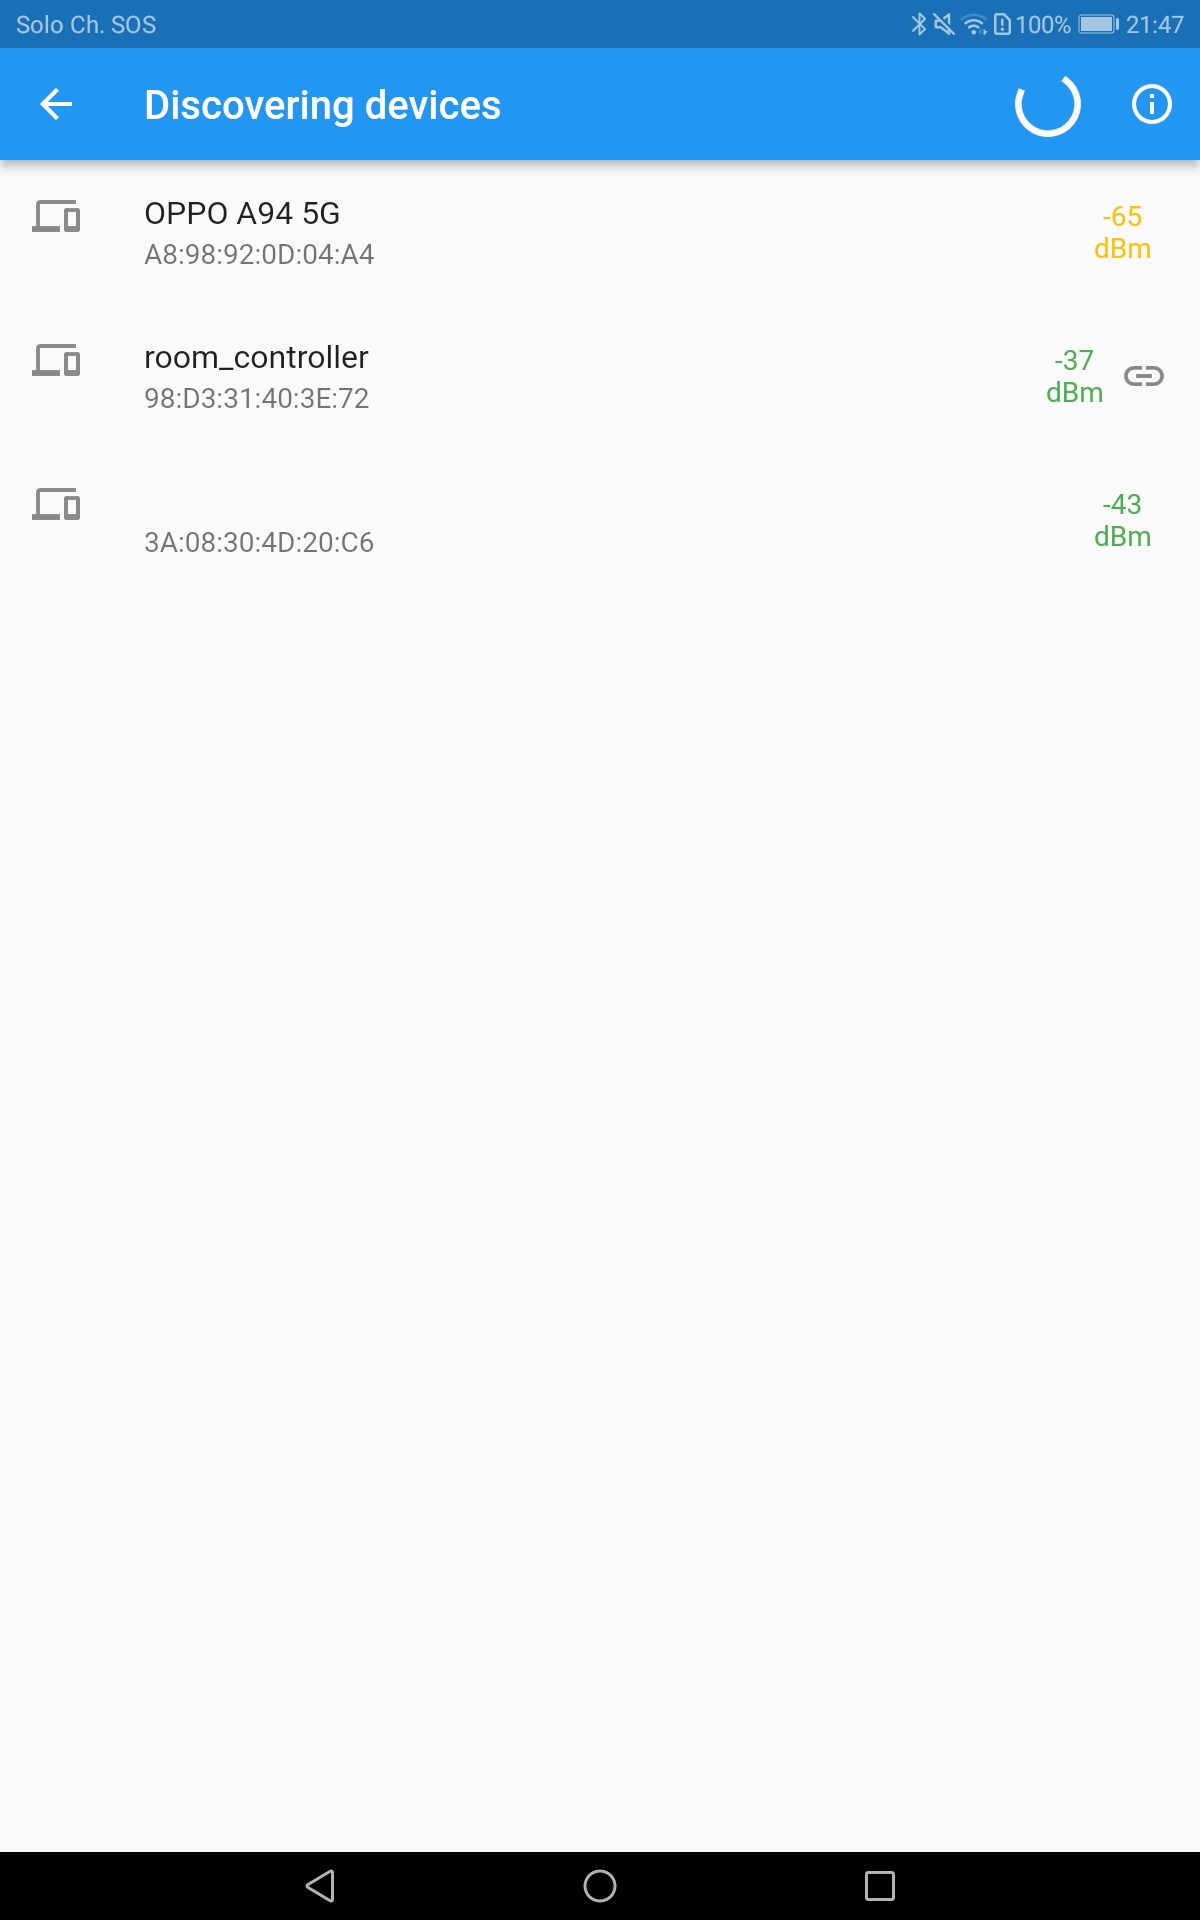 Solo Ch. SOS 100% 21:47
Discovering devices
OPPO A94 5G
A8:98:92:0D:04:A4
-65
dBm
room_controller
98:D3:31:40:3E:72
-37
dBm
3A:08:30:4D:20:C6
-43
dBm